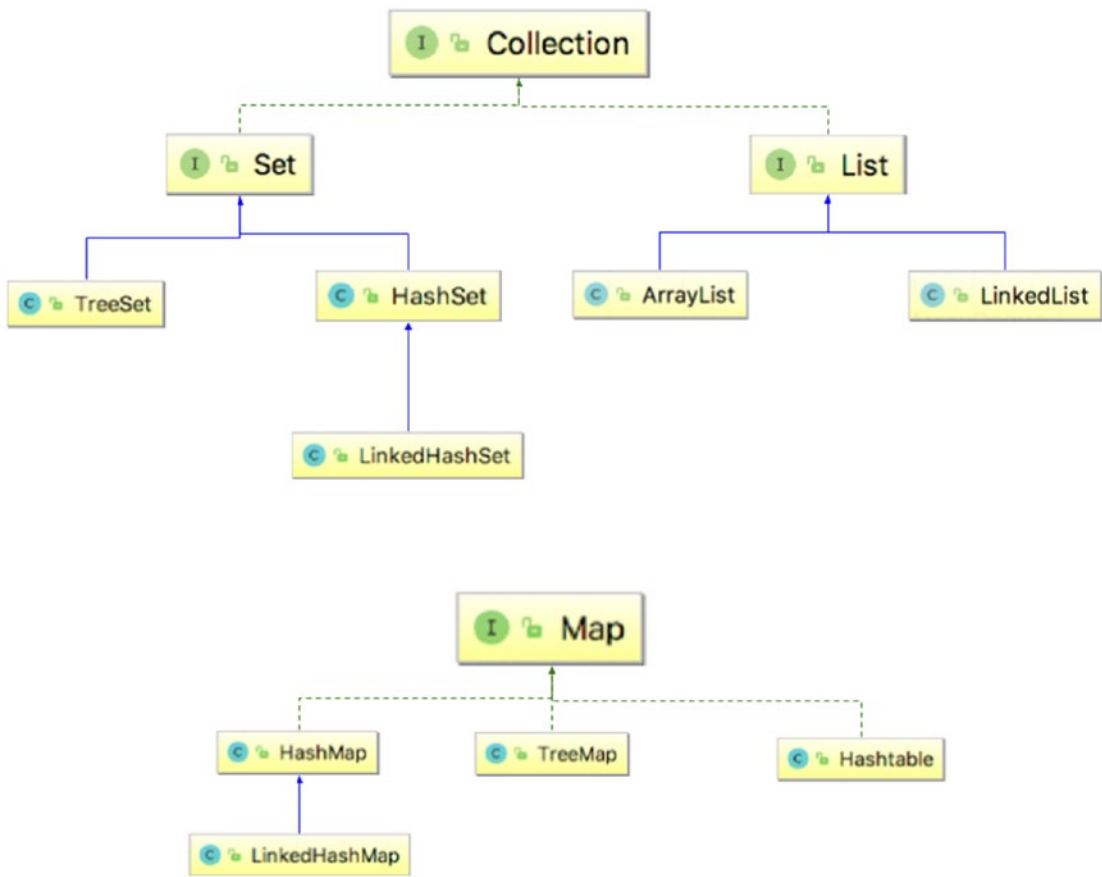 I Collection
I Set
I List
C TreeSet
C HashSet
C ArrayList
C LinkedList
C LinkedHashSet
I Map
C HashMap
C TreeMap
C Hashtable
C LinkedHashMap